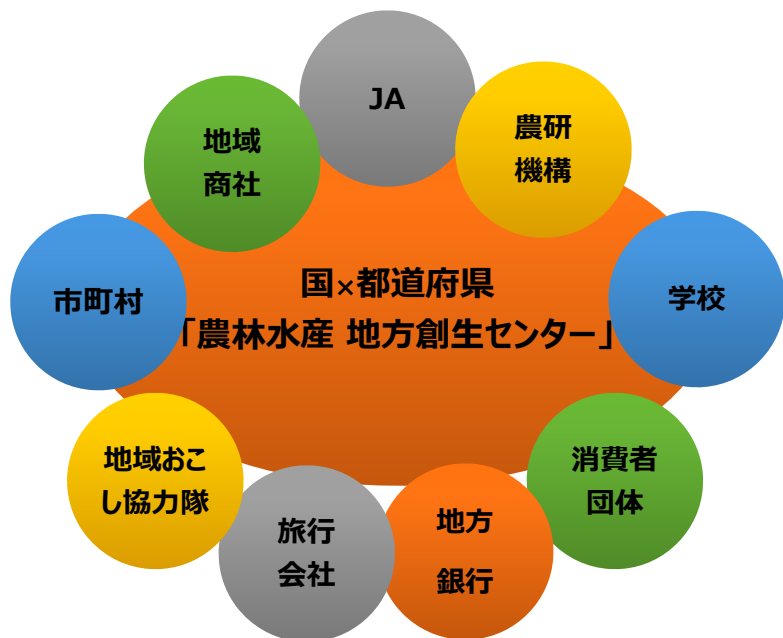 JA
農研
機構
地域
商社
市町村
国×都道府県
「農林水産 地方創生センター」
学校
地域おこ
し協力隊
消費者
団体
旅行
会社
地方
銀行